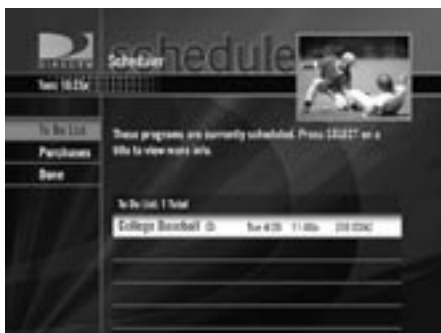 DIRECTV
Scheduler
To Do List
Purchases
Done
These programs are currently scheduled. Press SELECT on a
title to view more info.
To Do List: 1 Total
College Baseball